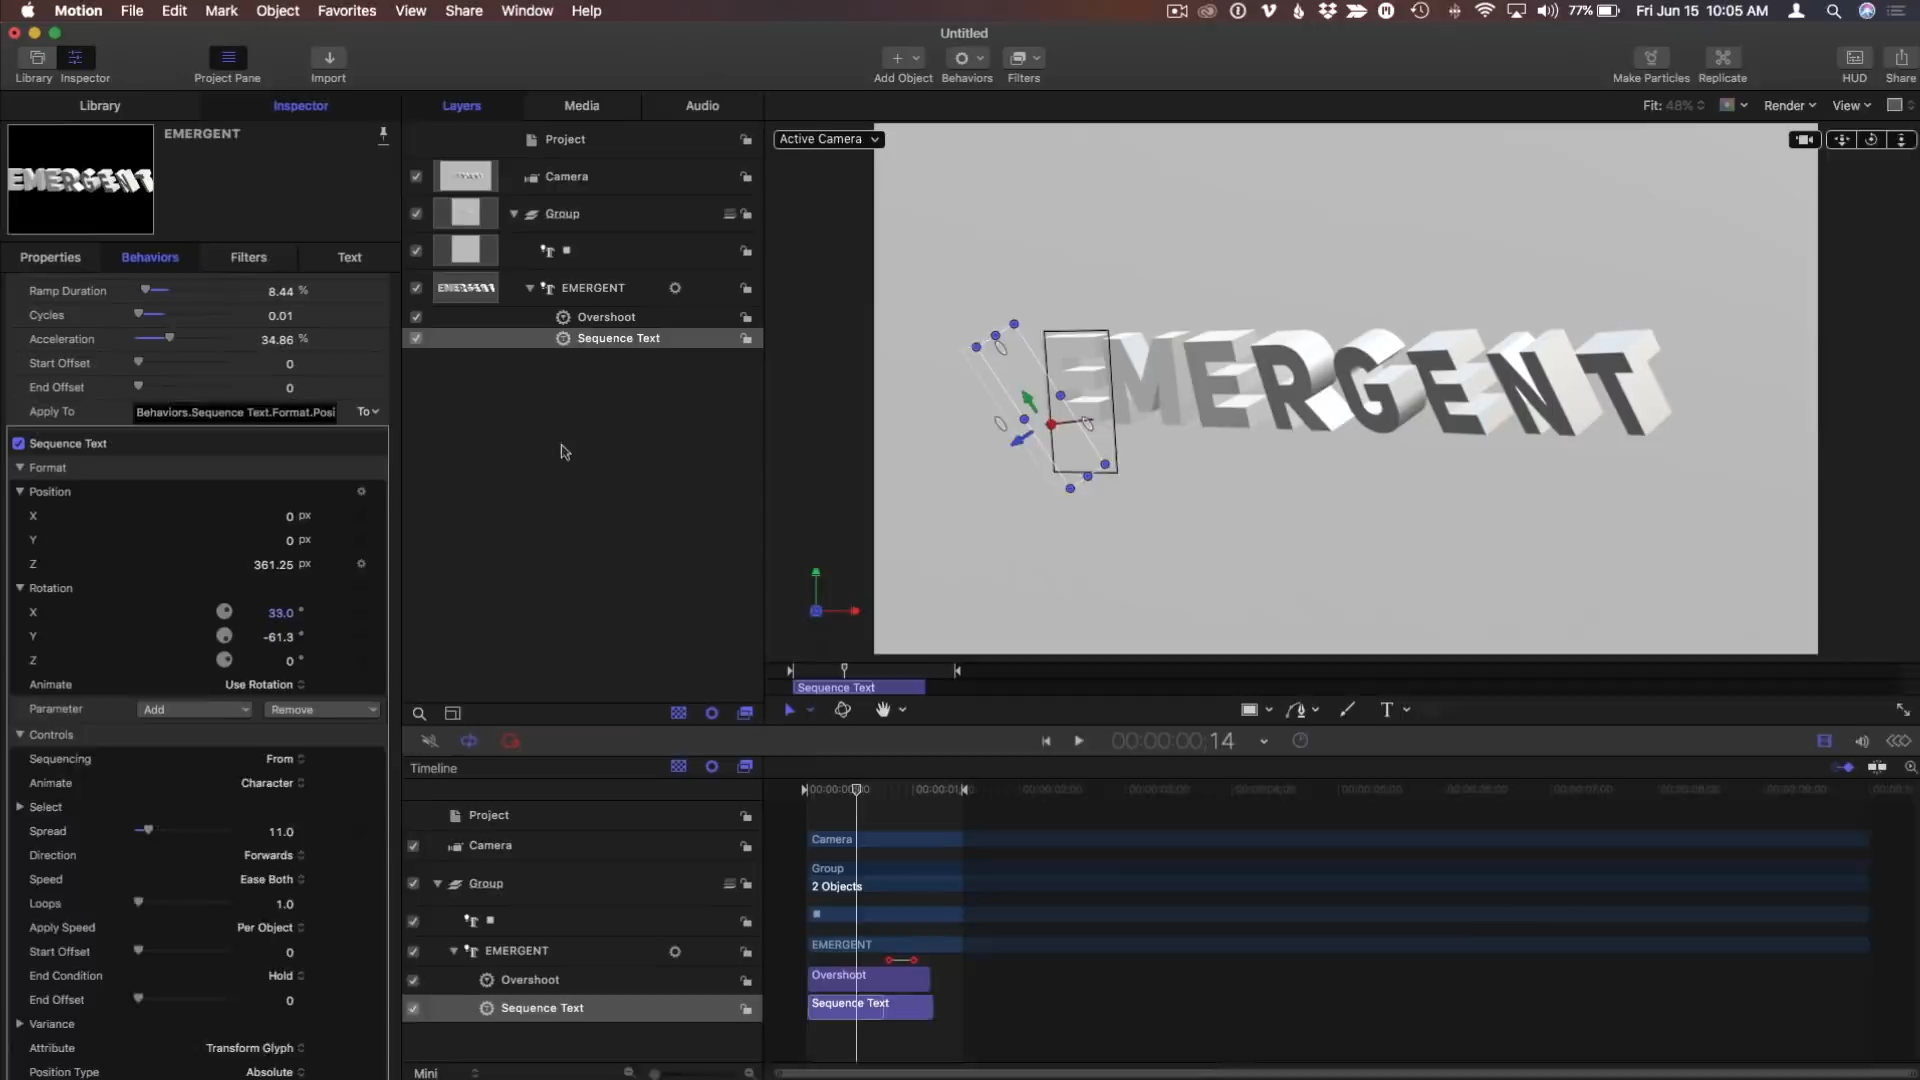 Motion File Edit Mark Object Favorites View Share Window Help
77% Fri Jun 15 10:05 AM
Untitled
Library Inspector Project Pane Import Add Object Behaviors Filters Make Particles Replicate HUD Share
Library Inspector Layers Media Audio Fit: 48% Render View
EMERGENT
EMERGENT
Properties Behaviors Filters Text
Ramp Duration 8.44 %
Cycles 0.01
Acceleration 34.86 %
Start Offset 0
End Offset 0
Apply To Behaviors.Sequence Text.Format.Posi To
Sequence Text
Format
Position
X 0 px
Y 0 px
Z 361.25 px
Rotation
X 33.0 °
Y -61.3 °
Z 0 °
Animate Use Rotation
Parameter Add Remove
Controls
Sequencing From
Animate Character
Select
Spread 11.0
Direction Forwards
Speed Ease Both
Loops 1.0
Apply Speed Per Object
Start Offset 0
End Condition Hold
End Offset 0
Variance
Attribute Transform Glyph
Position Type Absolute
Project
Camera
Group
T
EMERGENT T EMERGENT
Overshoot
Sequence Text
Active Camera
EMERGENT
Sequence Text
T
00:00:00;14
Timeline
Project
Camera
Group
T
T EMERGENT
Overshoot
Sequence Text
Mini
Camera
Group
2 Objects
EMERGENT
Overshoot
Sequence Text